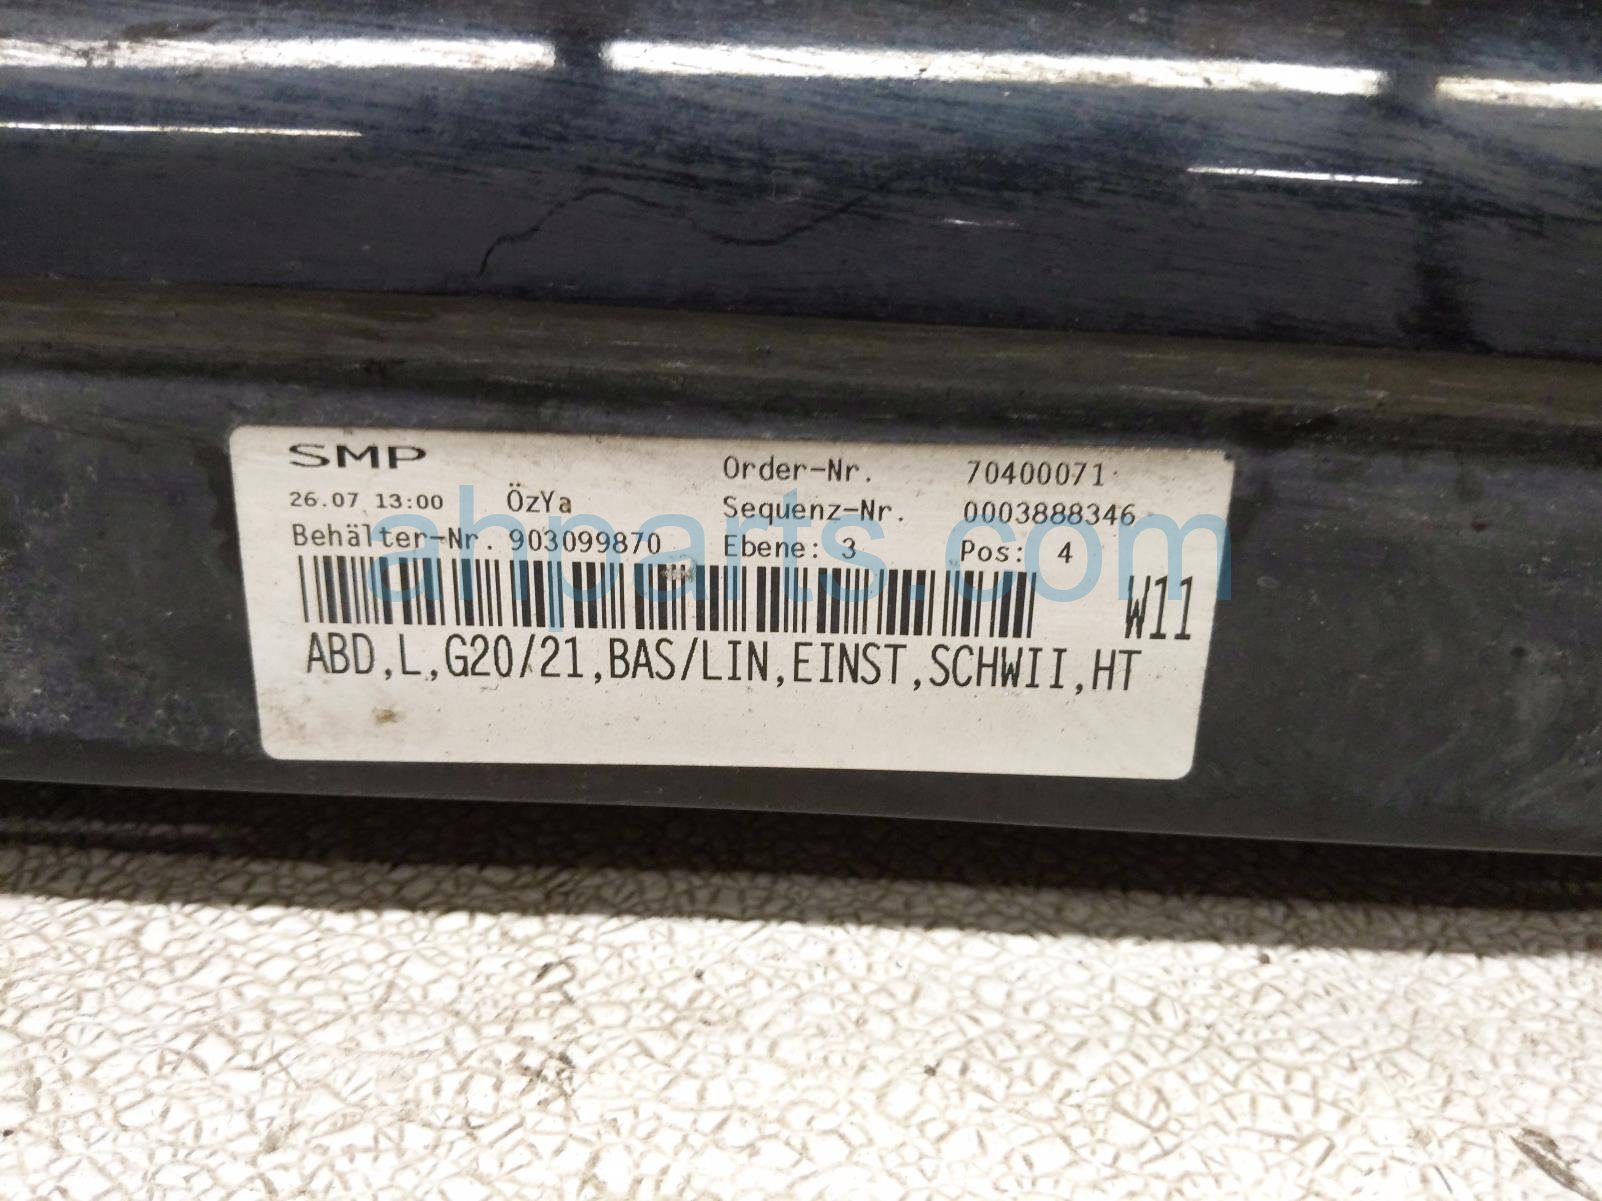 SMP
26.07 13:00 ÖzYa
Behälter-Nr. 903099870
Order-Nr. 70400071
Sequenz-Nr. 0003888346
Ebene: 3 Pos: 4
W11
ABD,L,G20/21,BAS/LIN,EINST,SCHWII,HT
ahparts.com